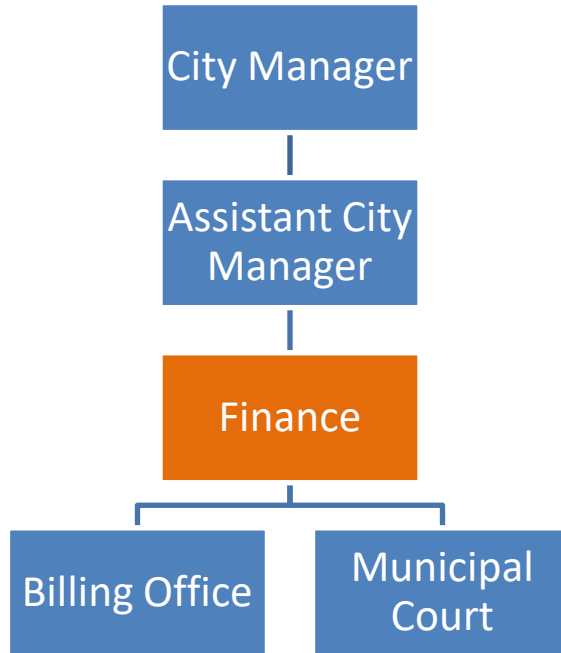 City Manager
Assistant City
Manager
Finance
Billing Office
Municipal
Court